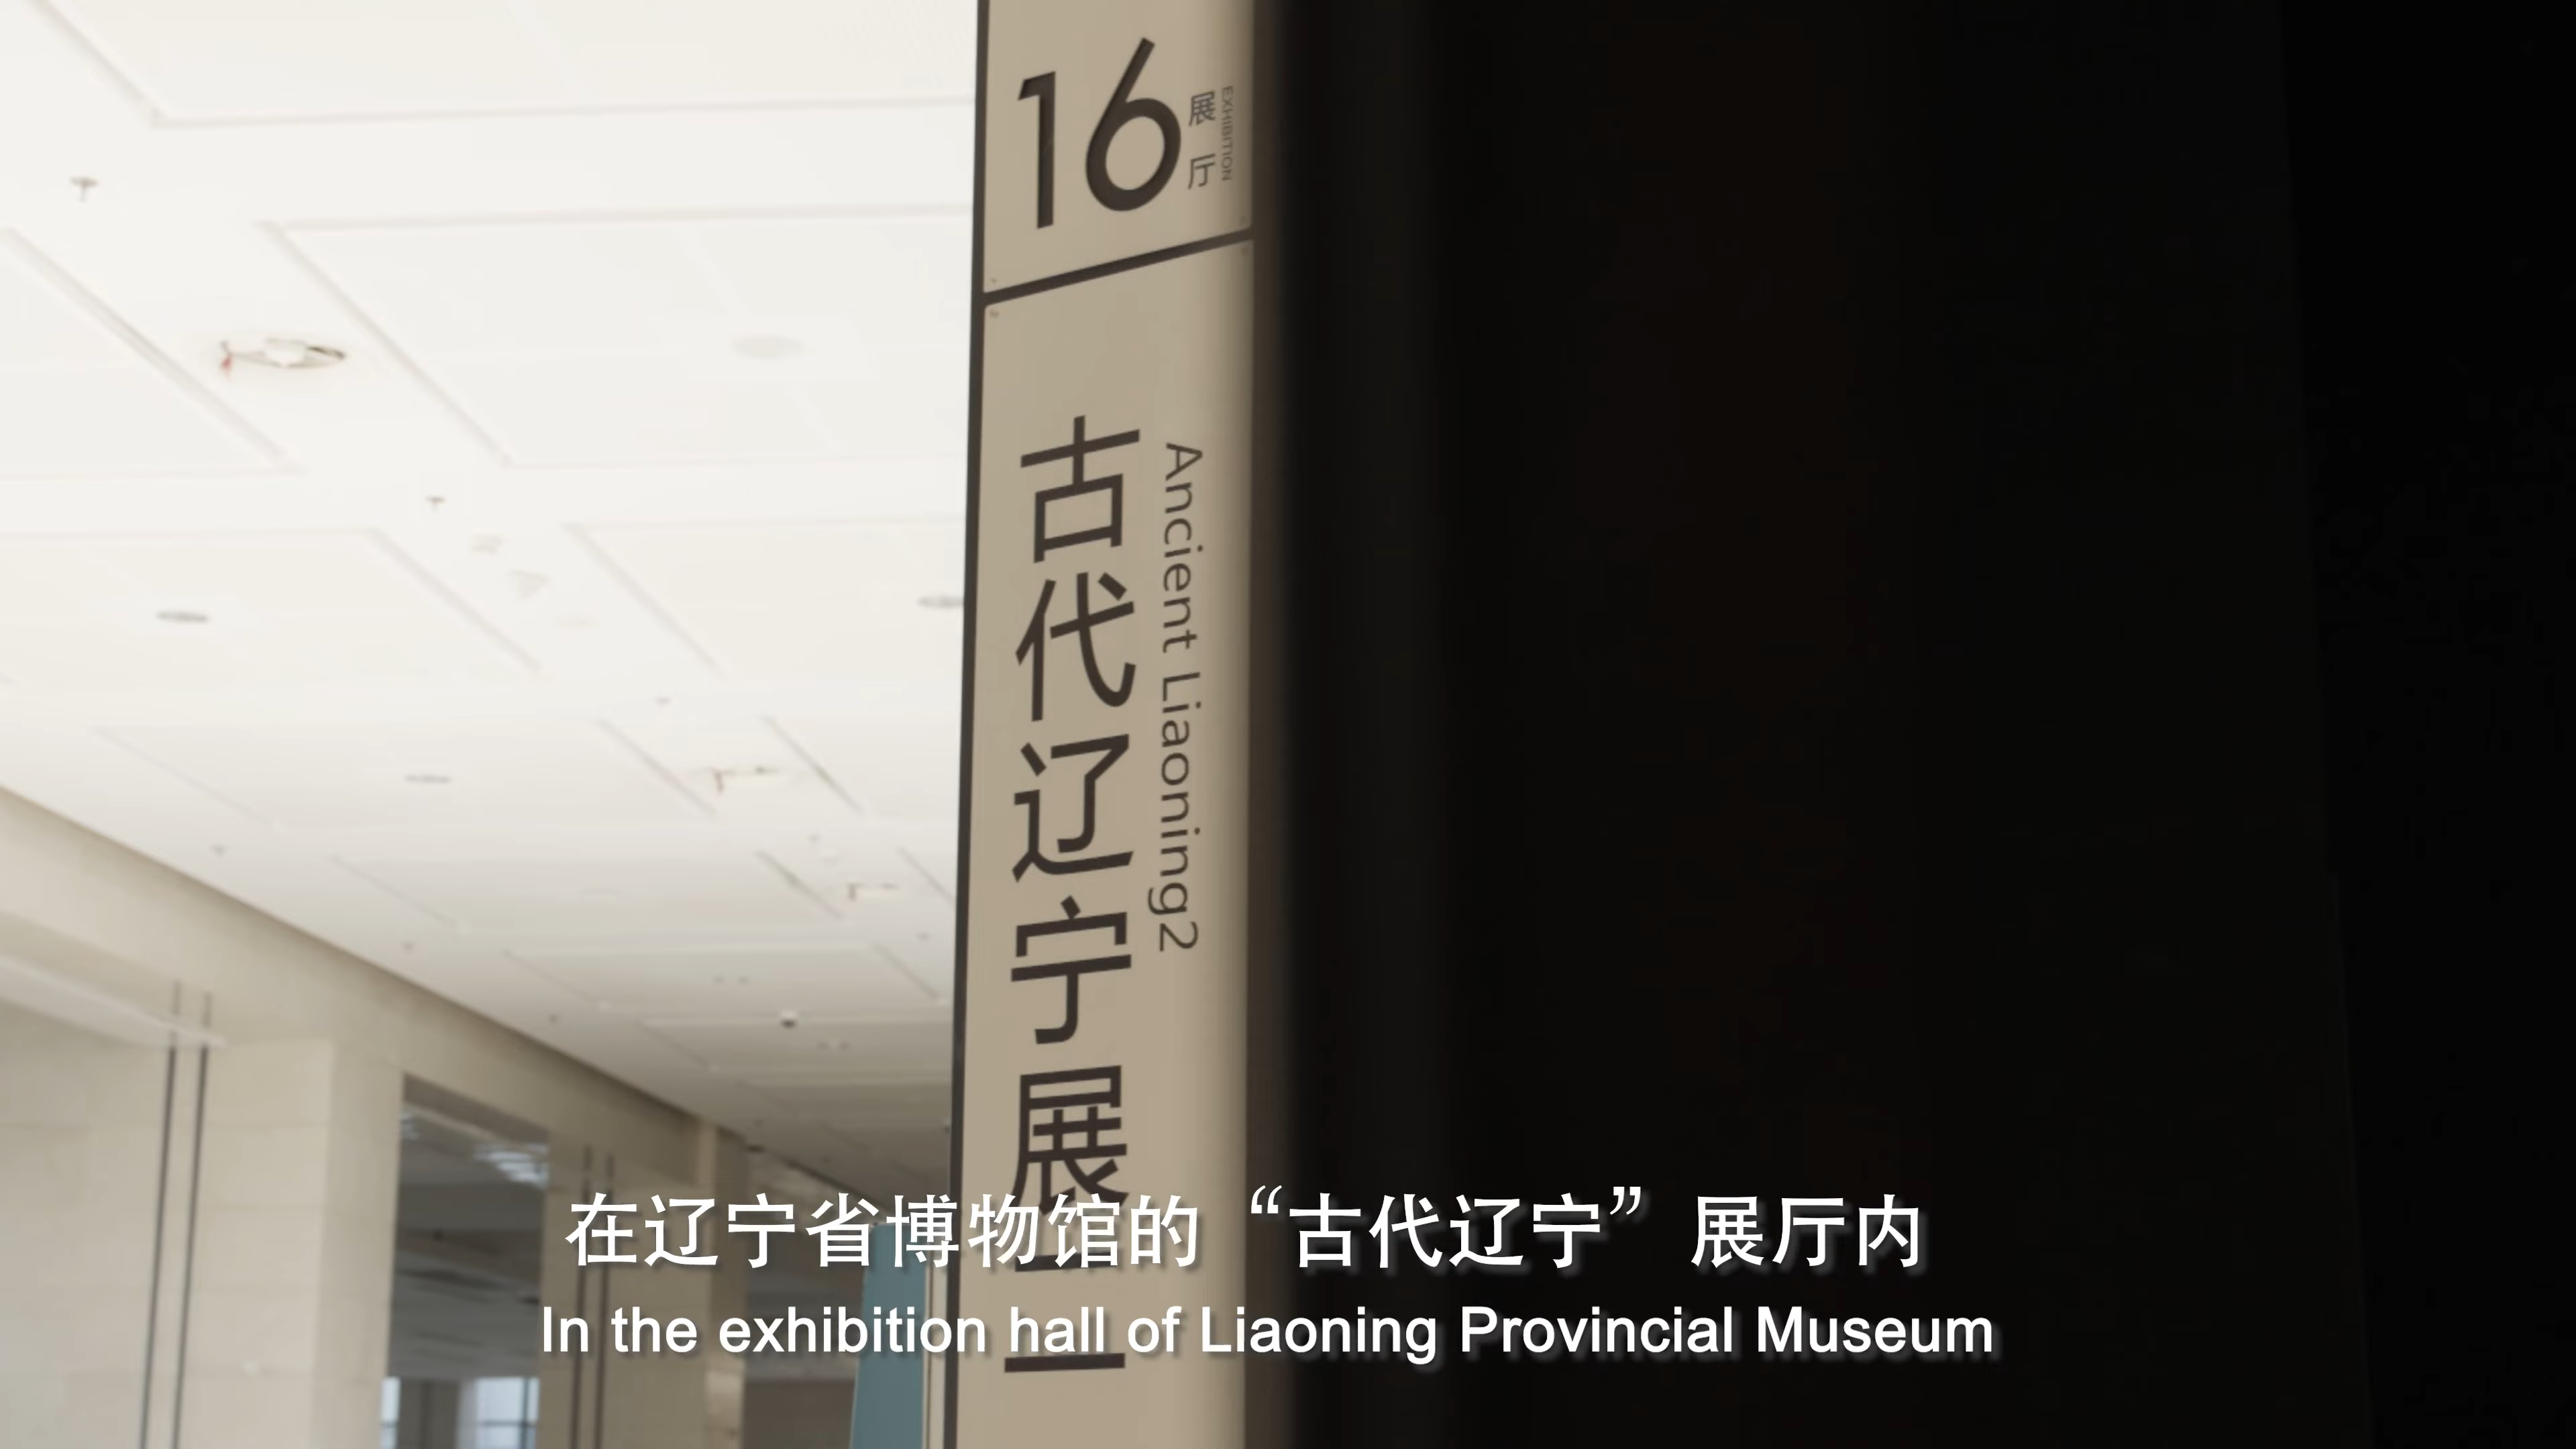 16
展厅
EXHIBITION
古代辽宁展二
Ancient Liaoning2
在辽宁省博物馆的“古代辽宁”展厅内
In the exhibition hall of Liaoning Provincial Museum